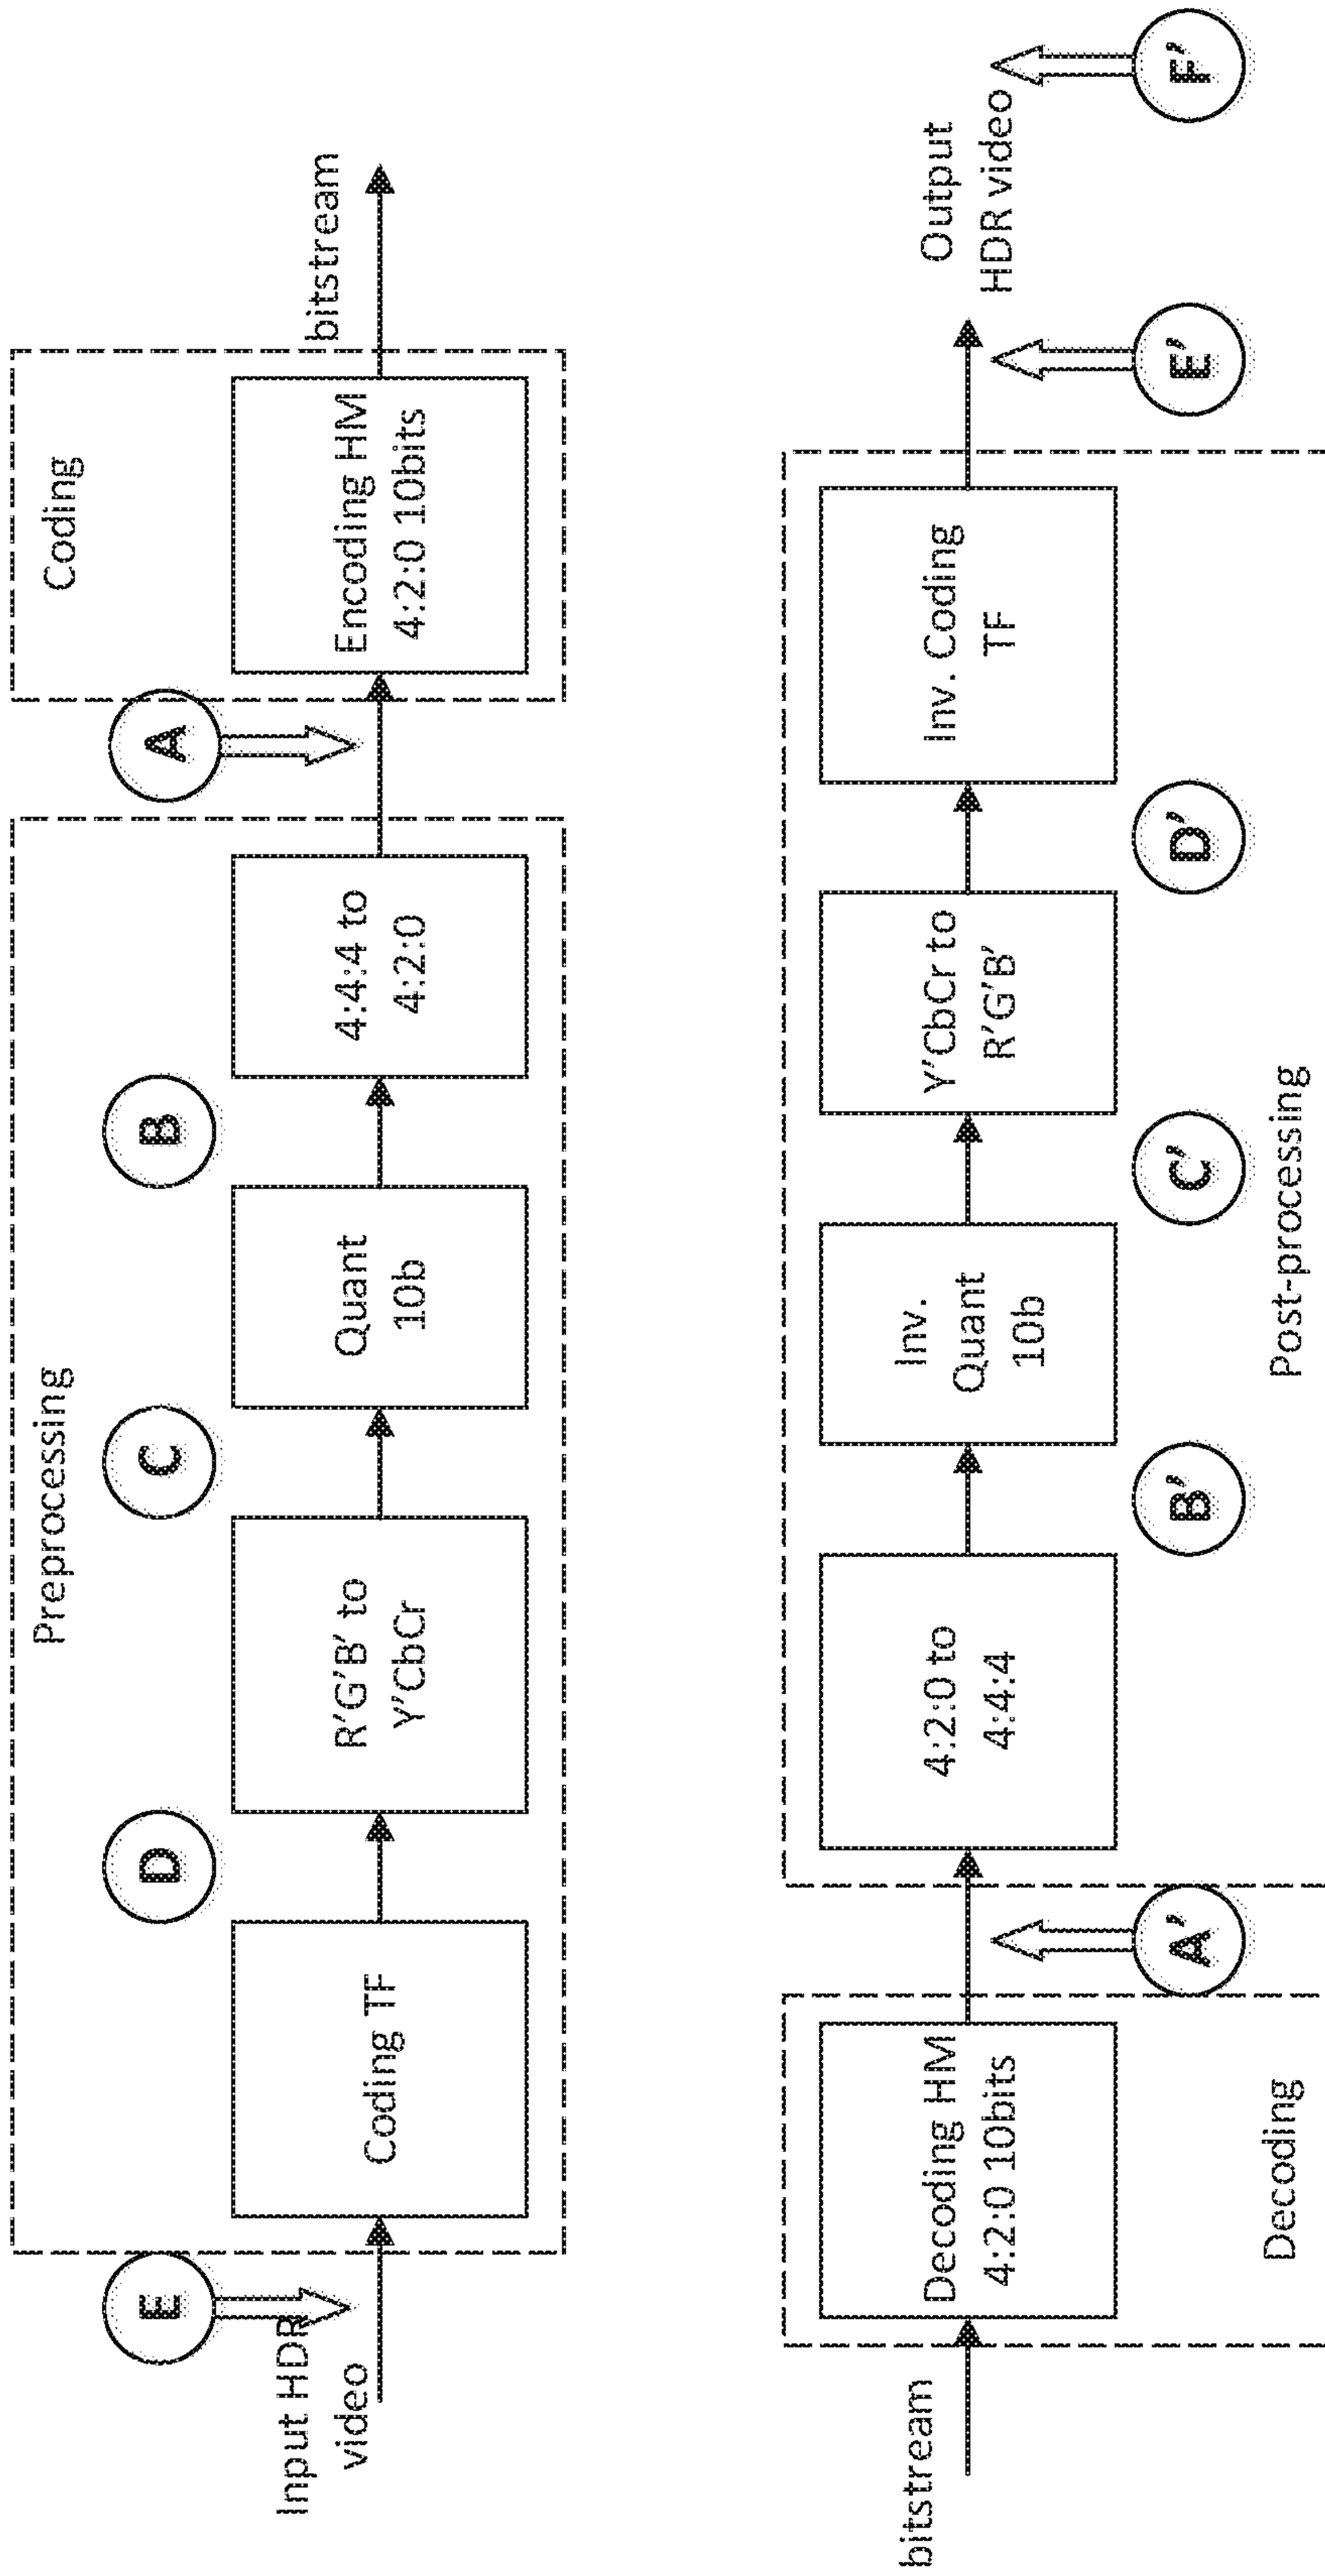 Preprocessing
Coding
E
D
C
B
A
Input HDR
video
Coding TF
R'G'B' to
Y'CbCr
Quant
10b
4:4:4 to
4:2:0
Encoding HM
4:2:0 10bits
bitstream
bitstream
Decoding HM
4:2:0 10bits
4:2:0 to
4:4:4
Inv.
Quant
10b
Y'CbCr to
R'G'B'
Inv. Coding
TF
Output
HDR video
A'
B'
C'
D'
E'
F'
Decoding
Post-processing